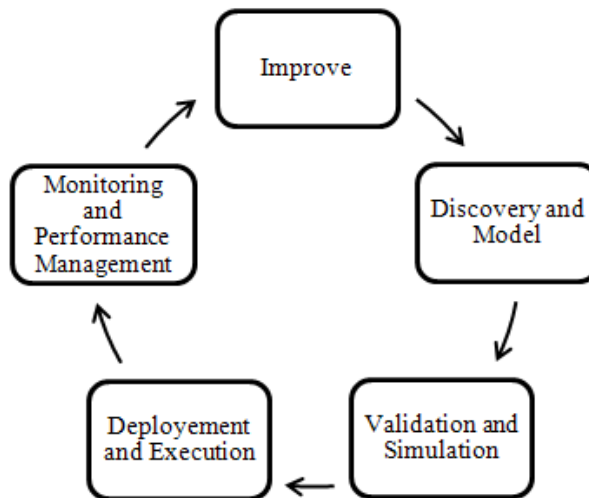 Improve
Discovery and
Model
Validation and
Simulation
Deployement
and Execution
Monitoring
and
Performance
Management